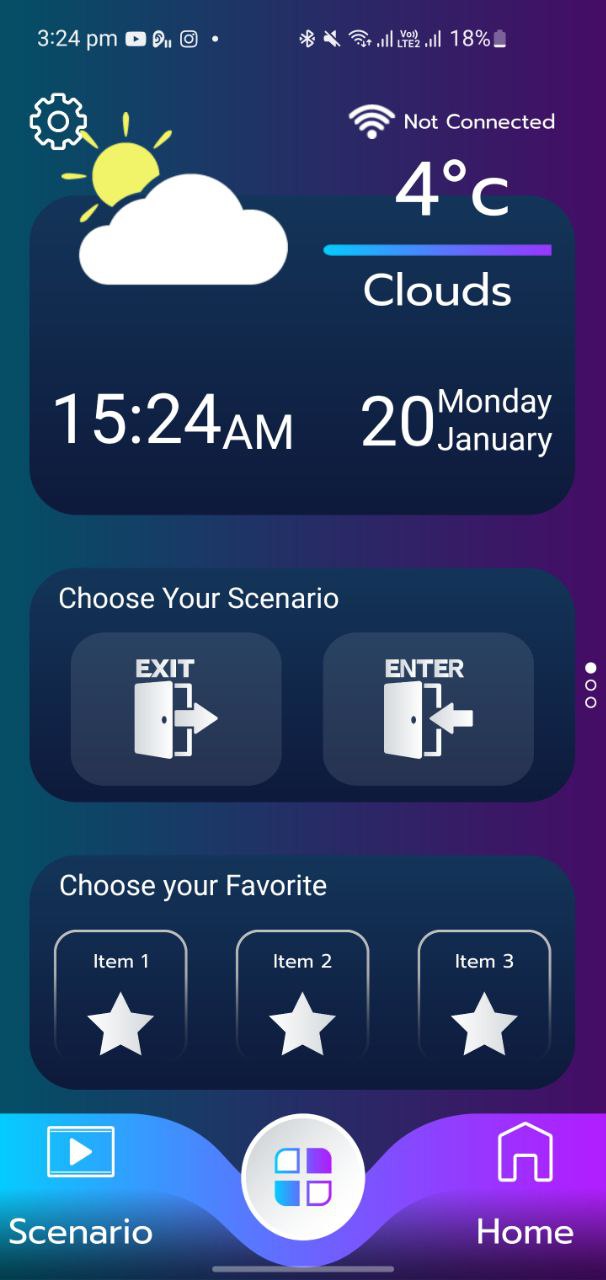 3:24 pm
Vo))
LTE2
18%
Not Connected
4°c
Clouds
15:24AM
20 Monday
January
Choose Your Scenario
EXIT
ENTER
Choose your Favorite
Item 1
Item 2
Item 3
Scenario
Home